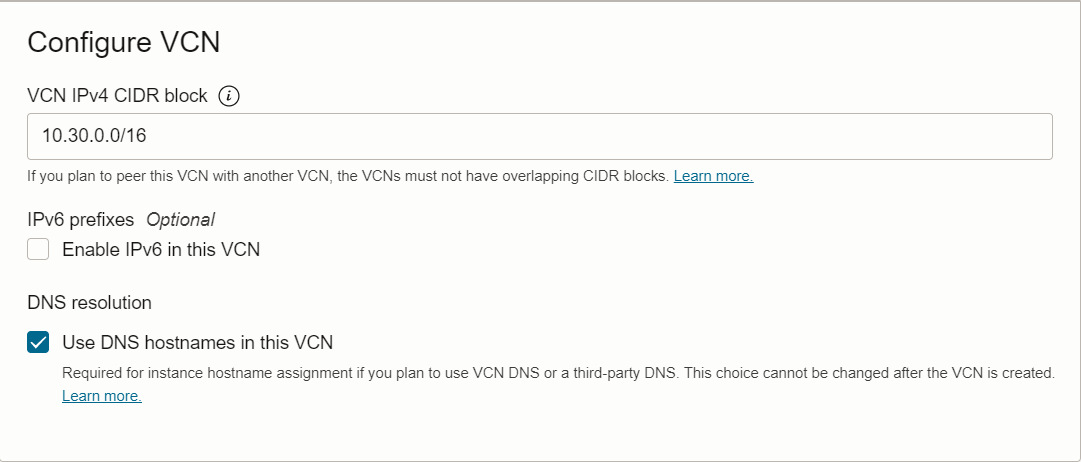 Configure VCN
VCN IPv4 CIDR block
10.30.0.0/16
If you plan to peer this VCN with another VCN, the VCNs must not have overlapping CIDR blocks. Learn more.
IPv6 prefixes Optional
Enable IPv6 in this VCN
DNS resolution
Use DNS hostnames in this VCN
Required for instance hostname assignment if you plan to use VCN DNS or a third-party DNS. This choice cannot be changed after the VCN is created.
Learn more.